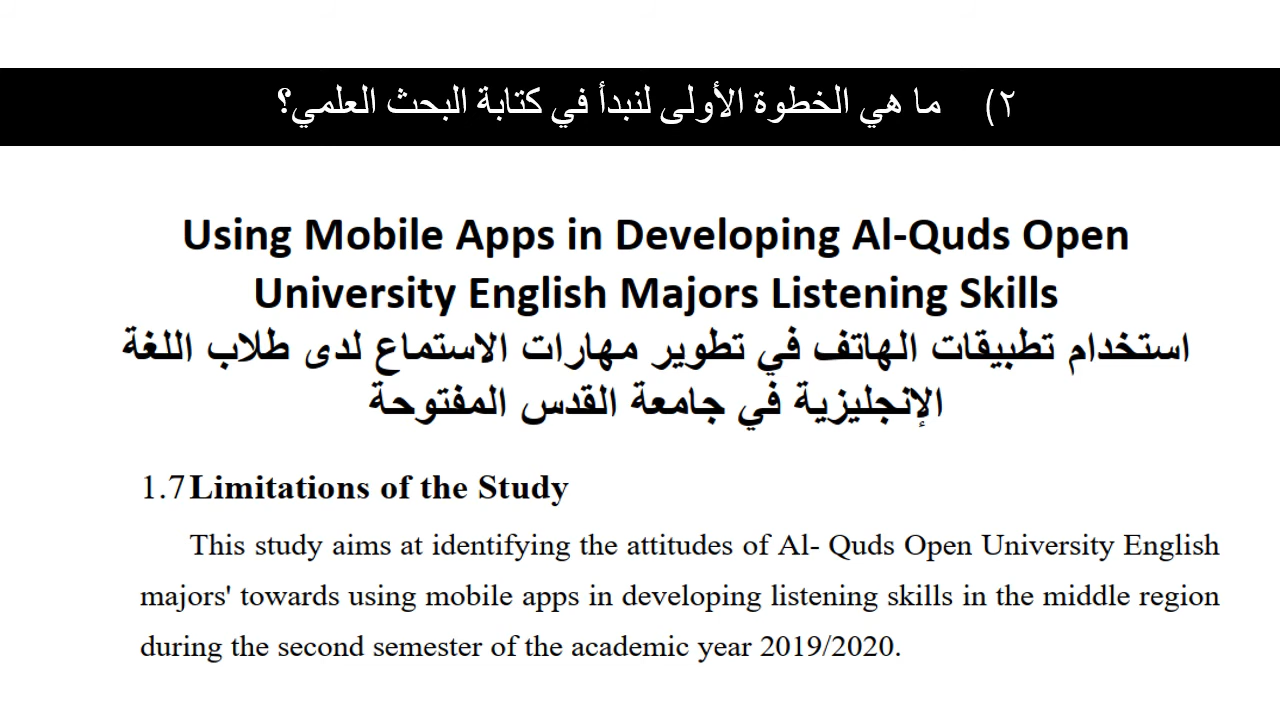 ٢) ما هي الخطوة الأولى لنبدأ في كتابة البحث العلمي؟
Using Mobile Apps in Developing Al-Quds Open
University English Majors Listening Skills
استخدام تطبيقات الهاتف في تطوير مهارات الاستماع لدى طلاب اللغة
الإنجليزية في جامعة القدس المفتوحة
1.7 Limitations of the Study
This study aims at identifying the attitudes of Al- Quds Open University English
majors' towards using mobile apps in developing listening skills in the middle region
during the second semester of the academic year 2019/2020.